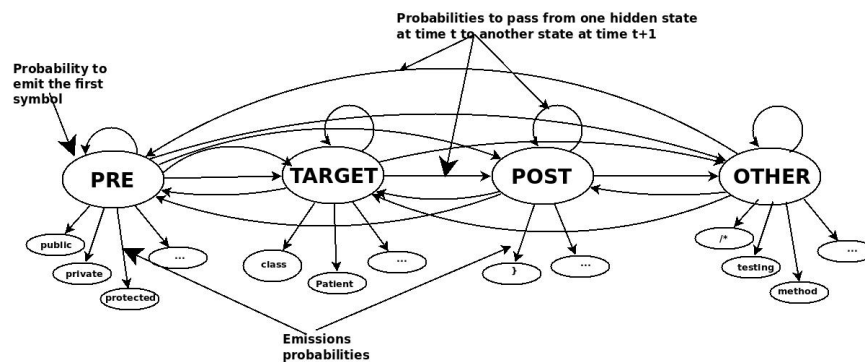 Probabilities to pass from one hidden state
at time t to another state at time t+1
Probability to
emit the first
symbol
PRE
TARGET
POST
OTHER
public
private
protected
...
class
Patient
...
}
...
/*
testing
method
...
Emissions
probabilities